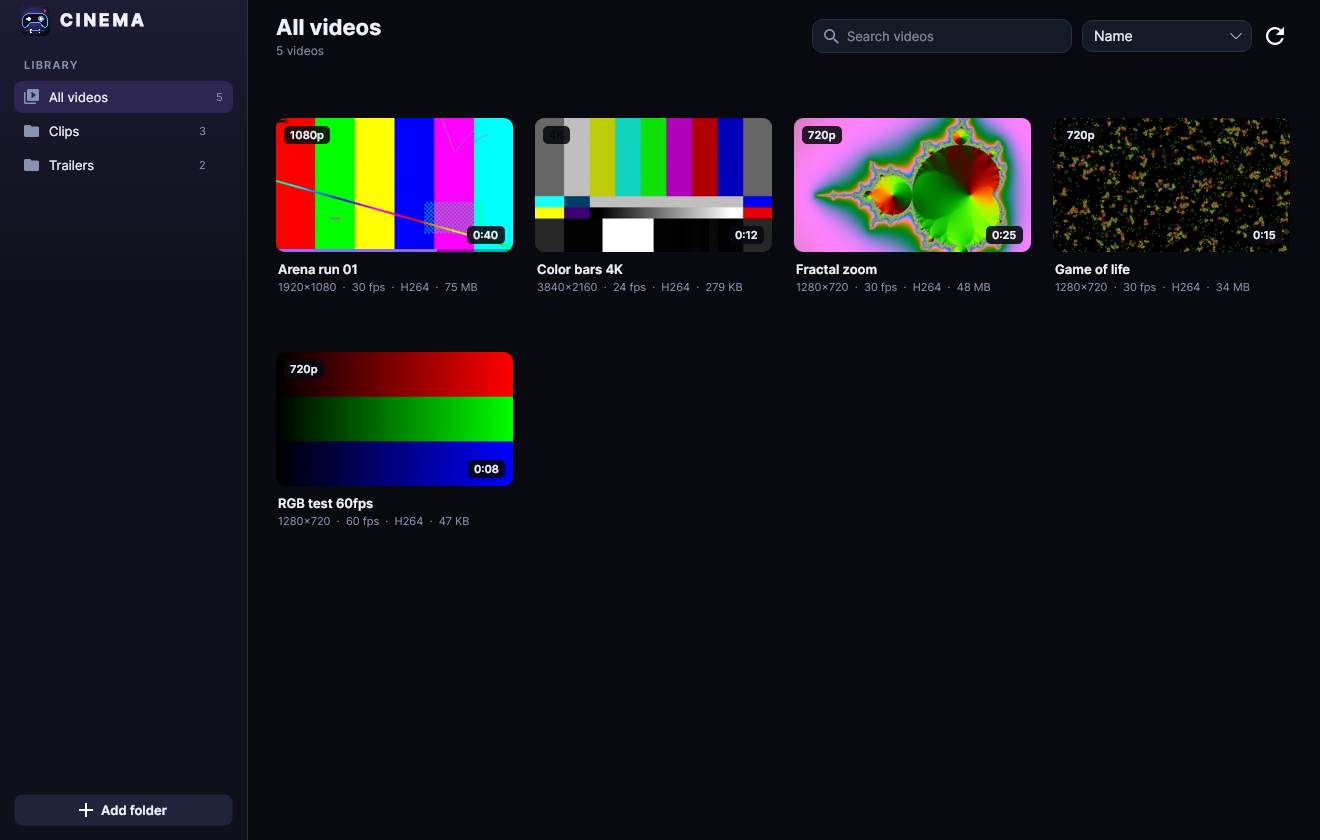 CINEMA
LIBRARY
All videos 5
Clips 3
Trailers 2
Add folder
All videos
5 videos
Search videos
Name
1080p
0:40
Arena run 01
1920×1080 · 30 fps · H264 · 75 MB
4K
0:12
Color bars 4K
3840×2160 · 24 fps · H264 · 279 KB
720p
0:25
Fractal zoom
1280×720 · 30 fps · H264 · 48 MB
720p
0:15
Game of life
1280×720 · 30 fps · H264 · 34 MB
720p
0:08
RGB test 60fps
1280×720 · 60 fps · H264 · 47 KB